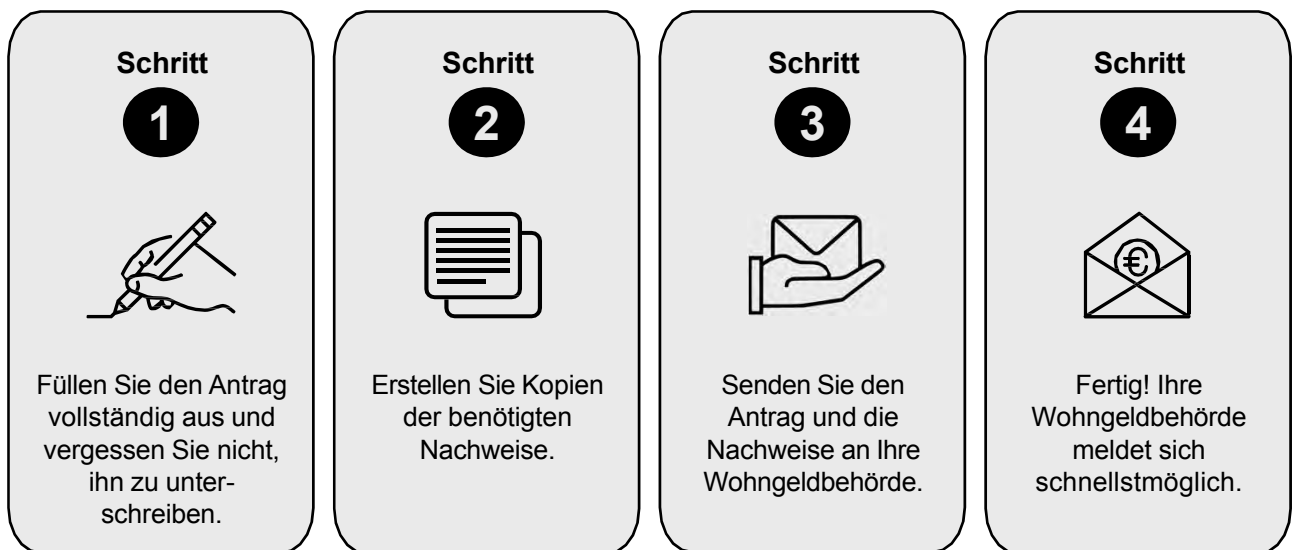 Schritt
1
Füllen Sie den Antrag
vollständig aus und
vergessen Sie nicht,
ihn zu unter-
schreiben.
Schritt
2
Erstellen Sie Kopien
der benötigten
Nachweise.
Schritt
3
Senden Sie den
Antrag und die
Nachweise an Ihre
Wohngeldbehörde.
Schritt
4
€
Fertig! Ihre
Wohngeldbehörde
meldet sich
schnellstmöglich.